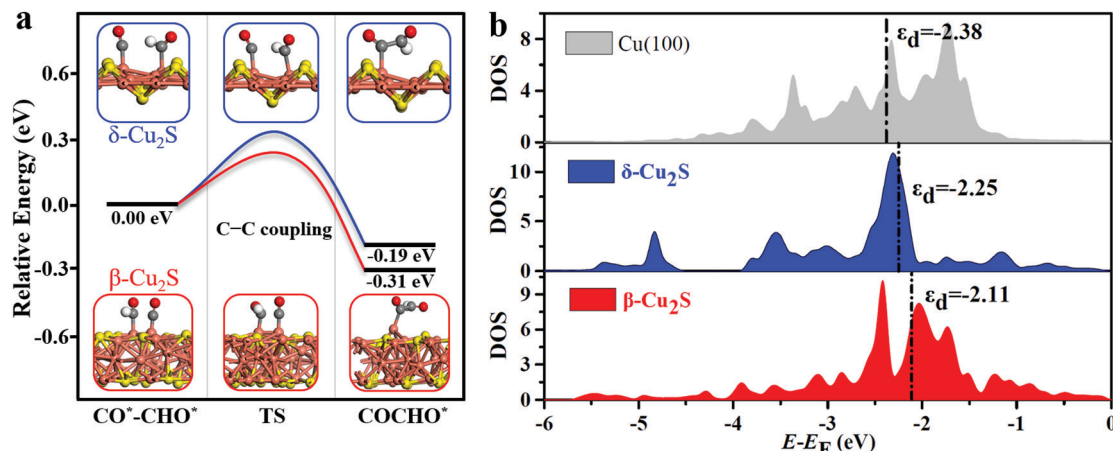 a
Relative Energy (eV)
0.6
0.3
0.0
-0.3
-0.6
δ-Cu₂S
0.00 eV
C−C coupling
-0.19 eV
-0.31 eV
β-Cu₂S
CO*-CHO*
TS
COCHO*
b
DOS
8
4
0
Cu(100)
εd=-2.38
DOS
10
5
0
δ-Cu₂S
εd=-2.25
DOS
9
6
3
0
β-Cu₂S
εd=-2.11
-6
-5
-4
-3
-2
-1
0
E-EF (eV)